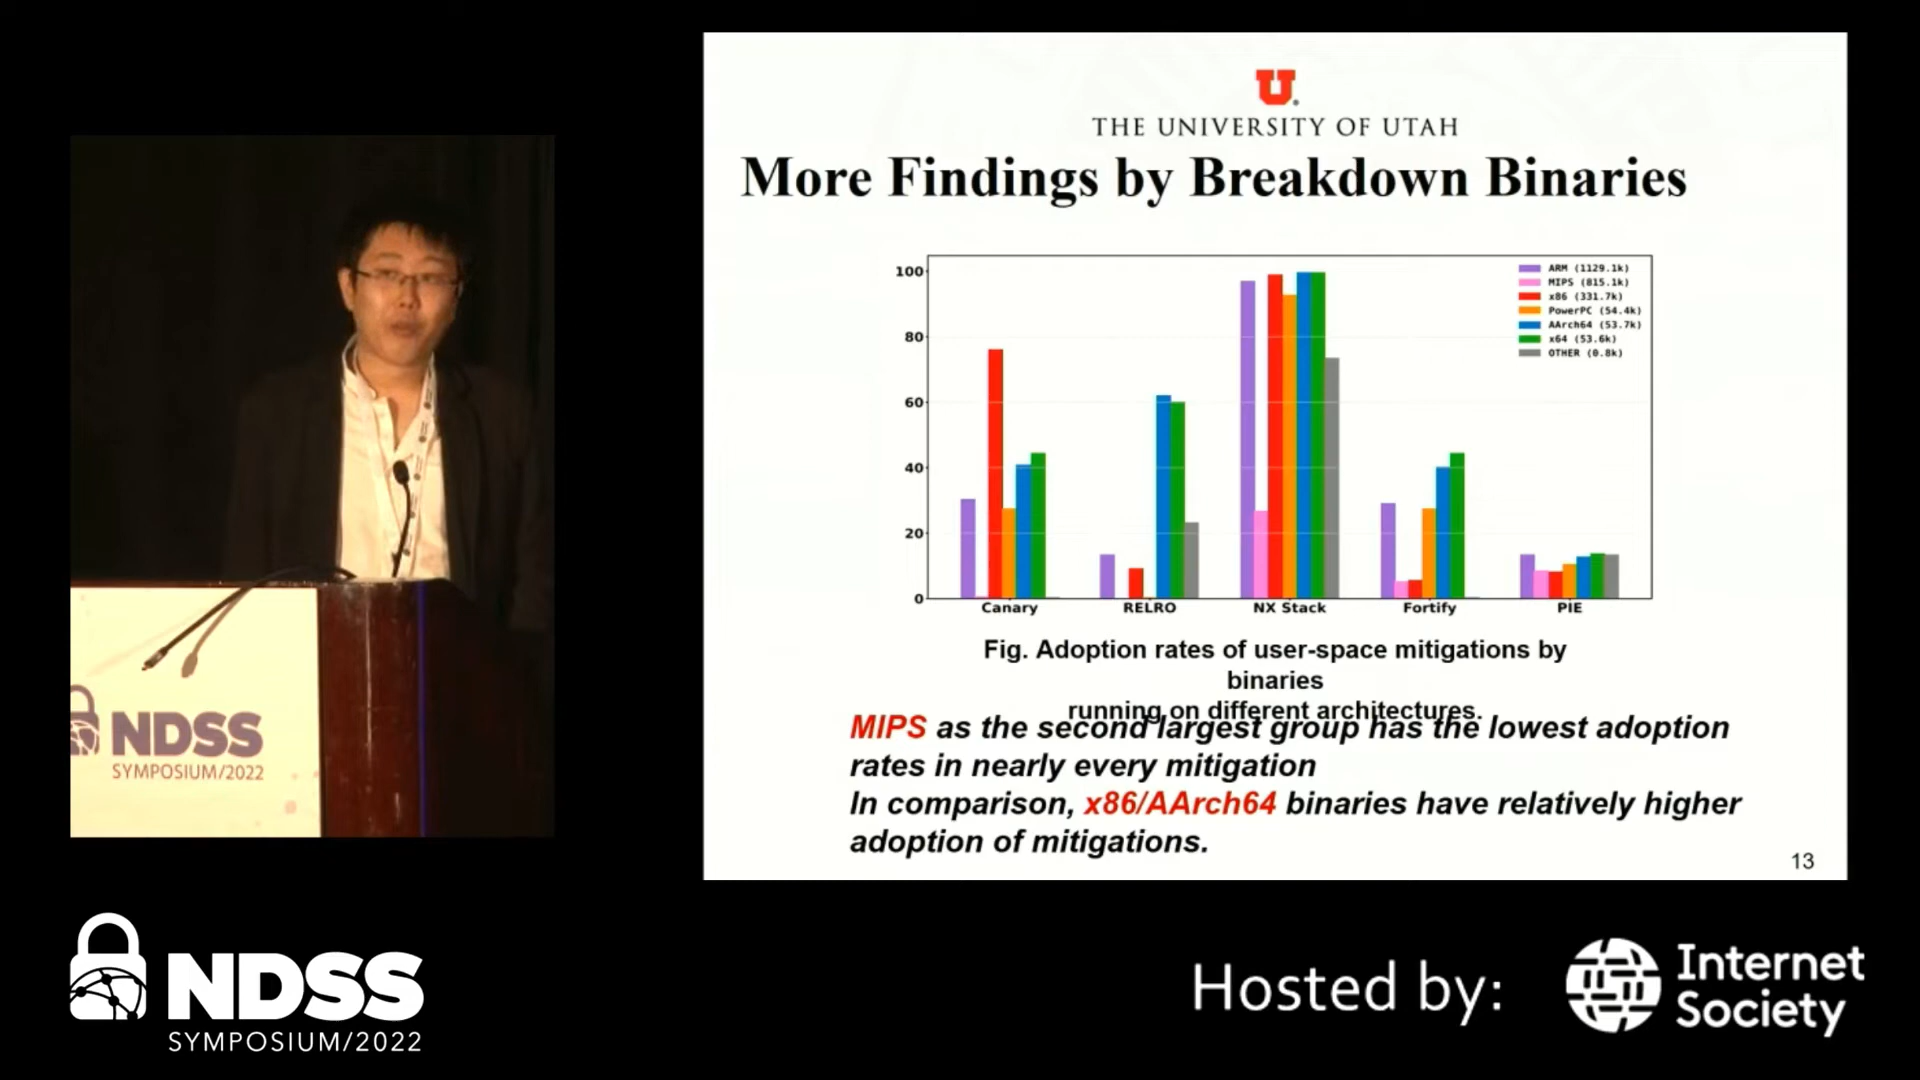 THE UNIVERSITY OF UTAH
More Findings by Breakdown Binaries
100
80
60
40
20
0
ARM (1129.1k)
MIPS (815.1k)
x86 (331.7k)
PowerPC (54.4k)
AArch64 (53.7k)
x64 (53.6k)
OTHER (0.8k)
Canary RELRO NX Stack Fortify PIE
Fig. Adoption rates of user-space mitigations by
binaries
running on different architectures.
MIPS as the second largest group has the lowest adoption
rates in nearly every mitigation
In comparison, x86/AArch64 binaries have relatively higher
adoption of mitigations.
13
NDSS
SYMPOSIUM/2022
NDSS
SYMPOSIUM/2022
Hosted by:
Internet
Society